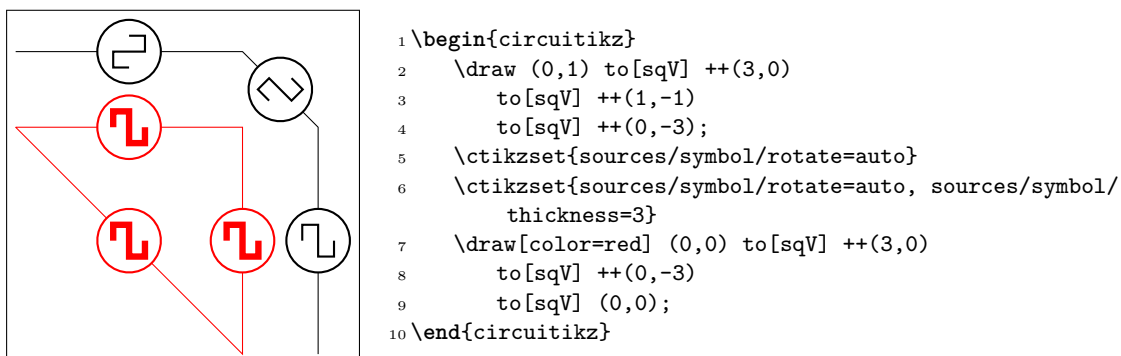 1 \begin{circuitikz}
2     \draw (0,1) to[sqV] ++(3,0)
3        to[sqV] ++(1,-1)
4        to[sqV] ++(0,-3);
5     \ctikzset{sources/symbol/rotate=auto}
6     \ctikzset{sources/symbol/rotate=auto, sources/symbol/
         thickness=3}
7     \draw[color=red] (0,0) to[sqV] ++(3,0)
8        to[sqV] ++(0,-3)
9        to[sqV] (0,0);
10 \end{circuitikz}